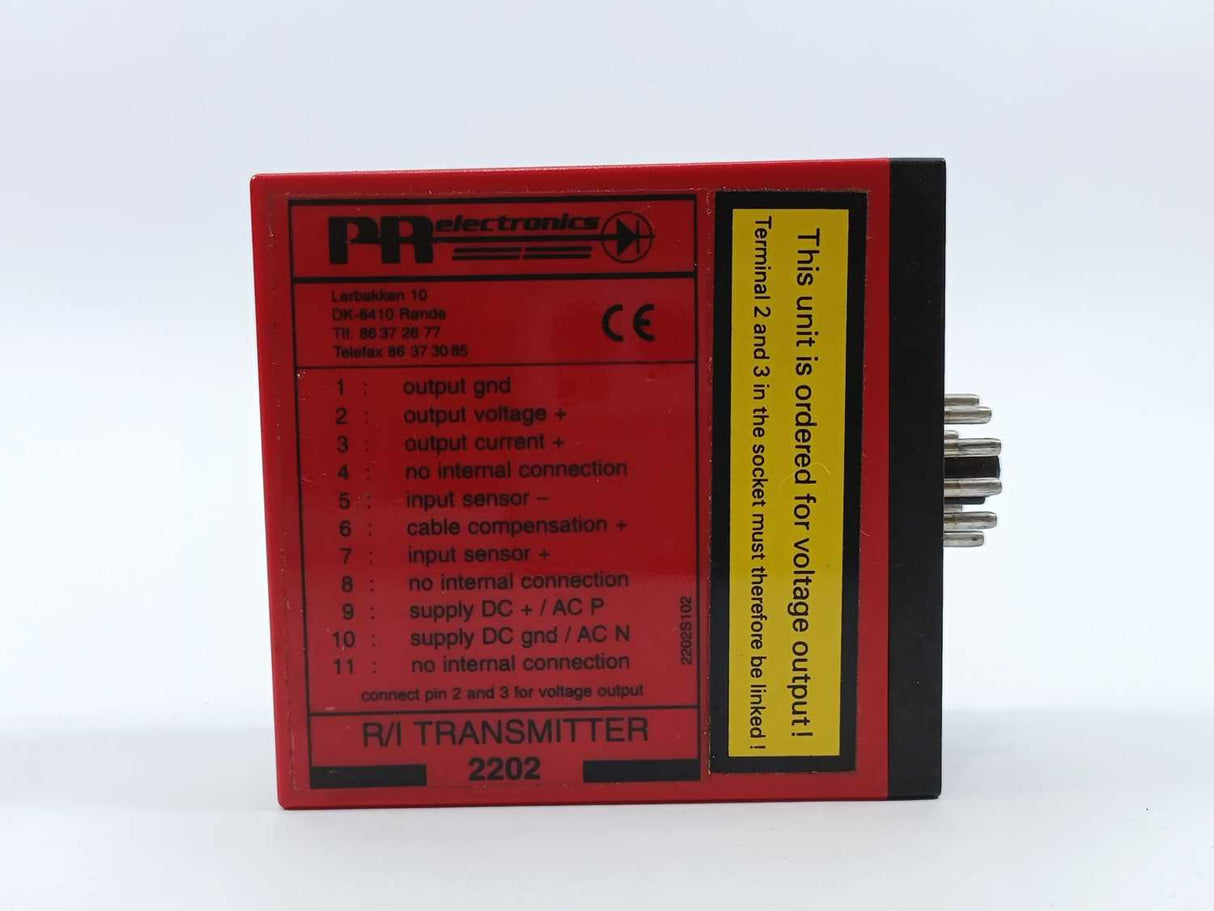 PR electronics
Lerbakken 10
DK-8410 Rønde
Tlf. 86 37 26 77
Telefax 86 37 30 85
CE
1 : output gnd
2 : output voltage +
3 : output current +
4 : no internal connection
5 : input sensor –
6 : cable compensation +
7 : input sensor +
8 : no internal connection
9 : supply DC + / AC P
10 : supply DC gnd / AC N
11 : no internal connection
connect pin 2 and 3 for voltage output
2202S102
R/I TRANSMITTER
2202
This unit is ordered for voltage output!
Terminal 2 and 3 in the socket must therefore be linked !